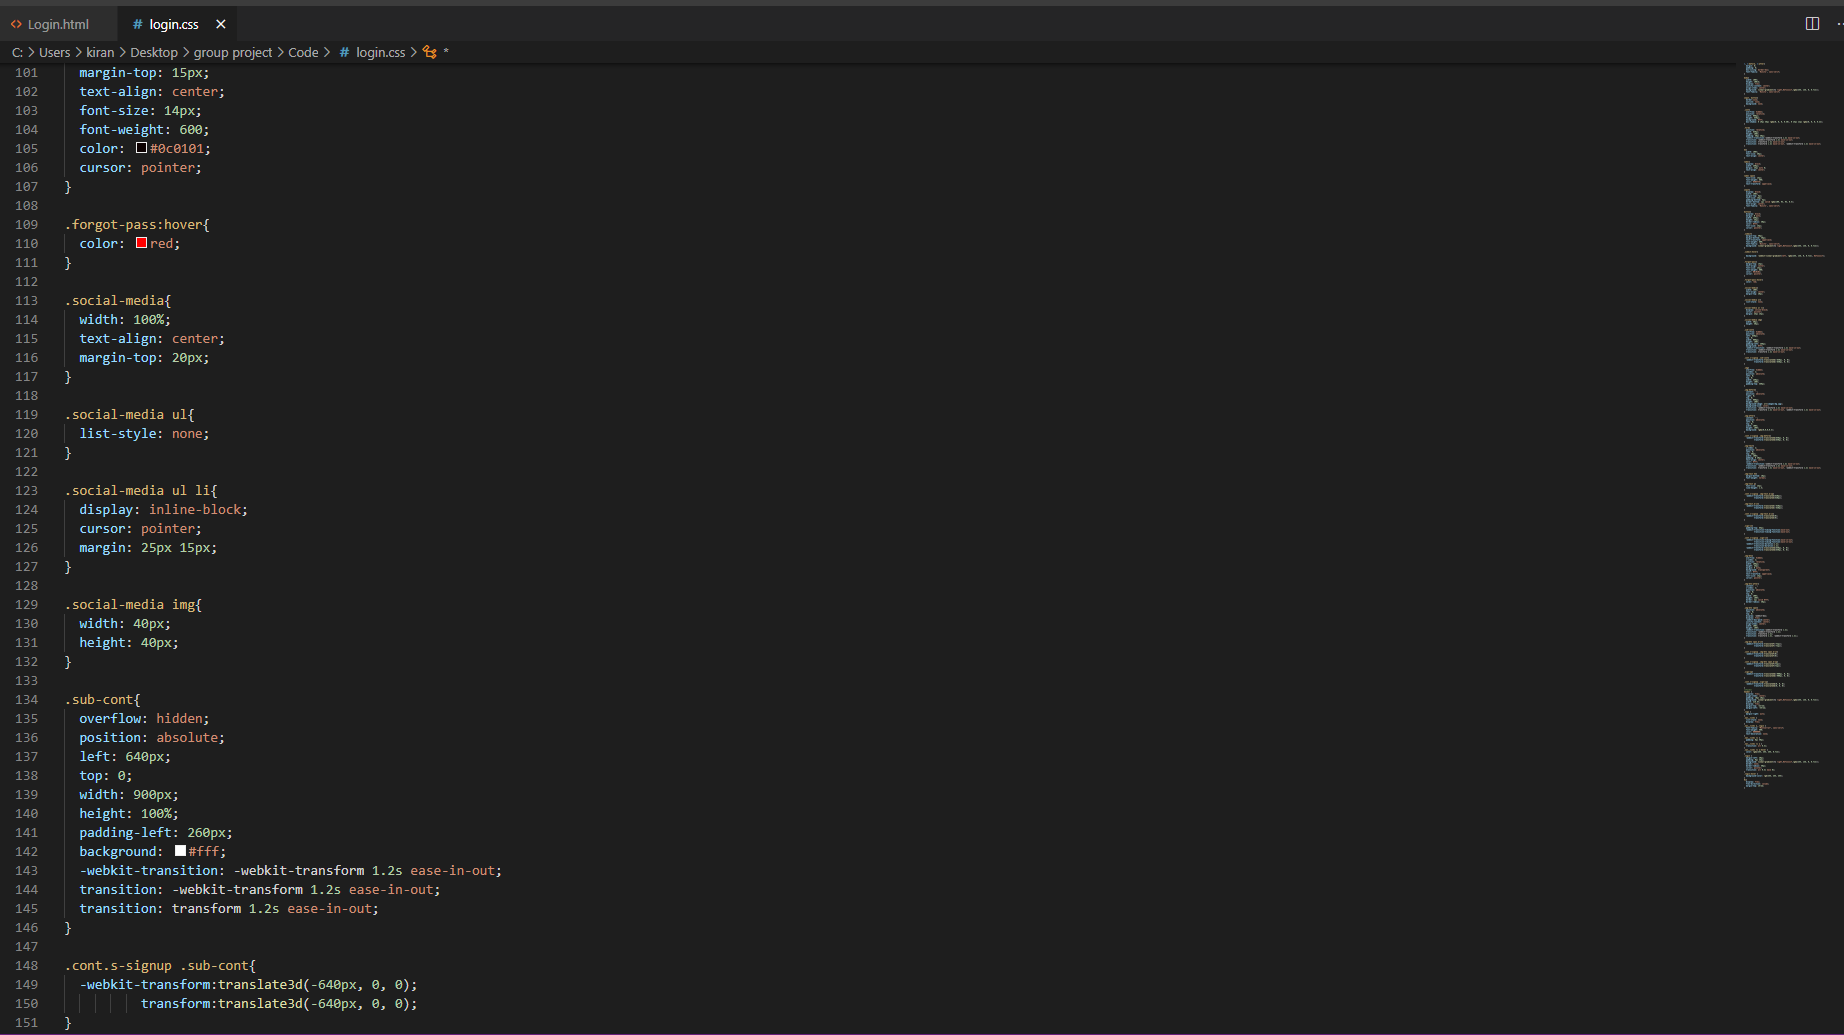 Login.html
login.css
C: Users kiran Desktop group project Code login.css *
101 margin-top: 15px;
102 text-align: center;
103 font-size: 14px;
104 font-weight: 600;
105 color: #0c0101;
106 cursor: pointer;
107 }
108
109 .forgot-pass:hover{
110 color: red;
111 }
112
113 .social-media{
114 width: 100%;
115 text-align: center;
116 margin-top: 20px;
117 }
118
119 .social-media ul{
120 list-style: none;
121 }
122
123 .social-media ul li{
124 display: inline-block;
125 cursor: pointer;
126 margin: 25px 15px;
127 }
128
129 .social-media img{
130 width: 40px;
131 height: 40px;
132 }
133
134 .sub-cont{
135 overflow: hidden;
136 position: absolute;
137 left: 640px;
138 top: 0;
139 width: 900px;
140 height: 100%;
141 padding-left: 260px;
142 background: #fff;
143 -webkit-transition: -webkit-transform 1.2s ease-in-out;
144 transition: -webkit-transform 1.2s ease-in-out;
145 transition: transform 1.2s ease-in-out;
146 }
147
148 .cont.s-signup .sub-cont{
149 -webkit-transform:translate3d(-640px, 0, 0);
150 transform:translate3d(-640px, 0, 0);
151 }